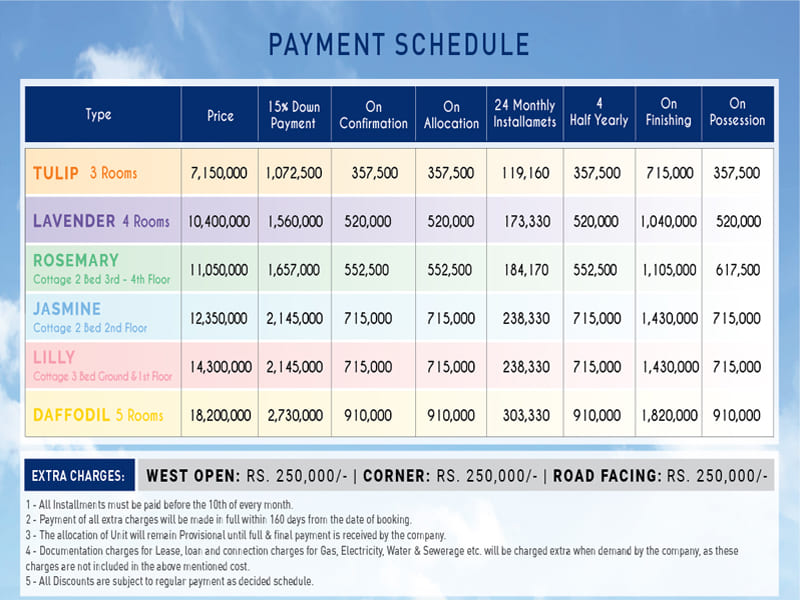 PAYMENT SCHEDULE
Type Price 15% Down Payment On Confirmation On Allocation 24 Monthly Installamets 4 Half Yearly On Finishing On Possession
TULIP 3 Rooms 7,150,000 1,072,500 357,500 357,500 119,160 357,500 715,000 357,500
LAVENDER 4 Rooms 10,400,000 1,560,000 520,000 520,000 173,330 520,000 1,040,000 520,000
ROSEMARY
Cottage 2 Bed 3rd - 4th Floor 11,050,000 1,657,000 552,500 552,500 184,170 552,500 1,105,000 617,500
JASMINE
Cottage 2 Bed 2nd Floor 12,350,000 2,145,000 715,000 715,000 238,330 715,000 1,430,000 715,000
LILLY
Cottage 3 Bed Ground & 1st Floor 14,300,000 2,145,000 715,000 715,000 238,330 715,000 1,430,000 715,000
DAFFODIL 5 Rooms 18,200,000 2,730,000 910,000 910,000 303,330 910,000 1,820,000 910,000
EXTRA CHARGES: WEST OPEN: RS. 250,000/- | CORNER: RS. 250,000/- | ROAD FACING: RS. 250,000/-
1 - All Installments must be paid before the 10th of every month.
2 - Payment of all extra charges will be made in full within 160 days from the date of booking.
3 - The allocation of Unit will remain Provisional until full & final payment is received by the company.
4 - Documentation charges for Lease, loan and connection charges for Gas, Electricity, Water & Sewerage etc. will be charged extra when demand by the company, as these
charges are not included in the above mentioned cost.
5 - All Discounts are subject to regular payment as decided schedule.